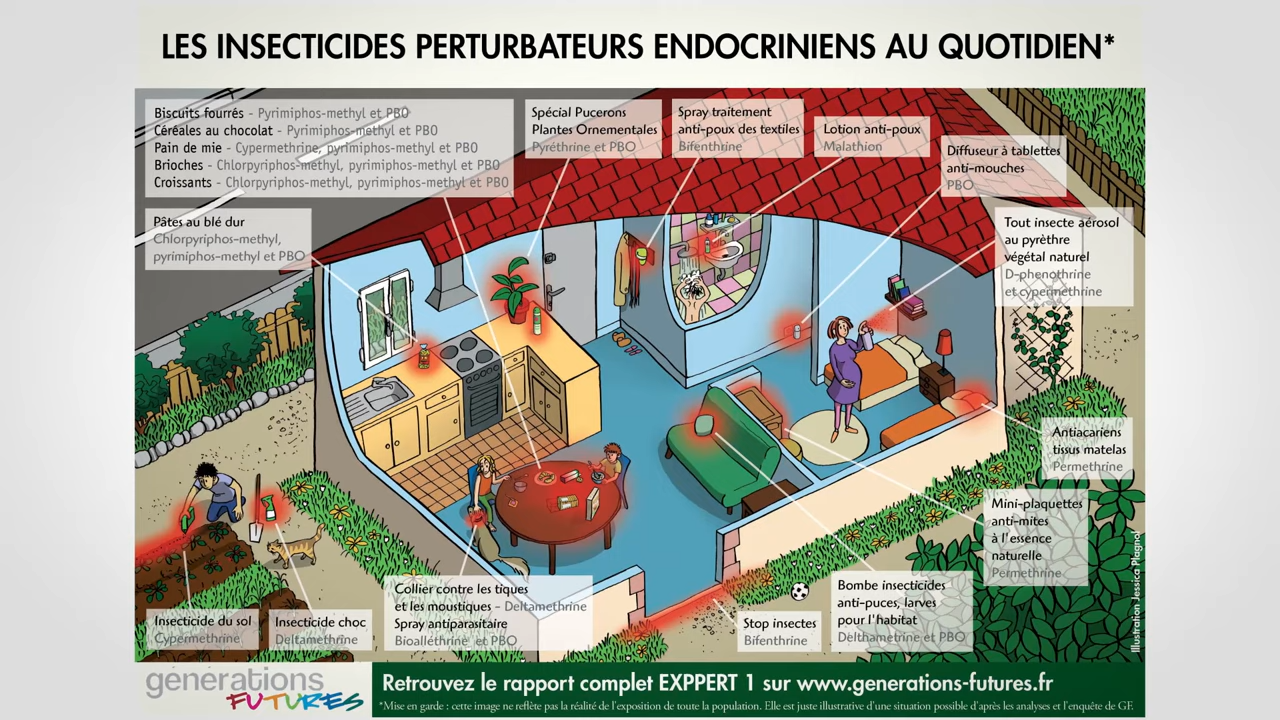 LES INSECTICIDES PERTURBATEURS ENDOCRINIENS AU QUOTIDIEN*
Biscuits fourrés - Pyrimiphos-methyl et PBO
Céréales au chocolat - Pyrimiphos-methyl et PBO
Pain de mie - Cypermethrine, pyrimiphos-methyl et PBO
Brioches - Chlorpyriphos-methyl, pyrimiphos-methyl et PBO
Croissants - Chlorpyriphos-methyl, pyrimiphos-methyl et PBO
Spécial Pucerons
Plantes Ornementales
Pyréthrine et PBO
Spray traitement
anti-poux des textiles
Bifenthrine
Lotion anti-poux
Malathion
Diffuseur à tablettes
anti-mouches
PBO
Pâtes au blé dur
Chlorpyriphos-methyl,
pyrimiphos-methyl et PBO
Tout insecte aérosol
au pyrèthre
végétal naturel
D-phenothrine
et cypermethrine
Antiacariens
tissus matelas
Permethrine
Mini-plaquettes
anti-mites
à l'essence
naturelle
Permethrine
Collier contre les tiques
et les moustiques - Deltamethrine
Spray antiparasitaire
Bioalléthrine et PBO
Bombe insecticides
anti-puces, larves
pour l'habitat
Delthametrine et PBO
Insecticide du sol
Cypermethrine
Insecticide choc
Deltamethrine
Stop insectes
Bifenthrine
Illustration Jessica Plagnol
generations
FUTURES
Retrouvez le rapport complet EXPPERT 1 sur www.generations-futures.fr
*Mise en garde : cette image ne reflète pas la réalité de l'exposition de toute la population. Elle est juste illustrative d'une situation possible d'après les analyses et l'enquête de GF.